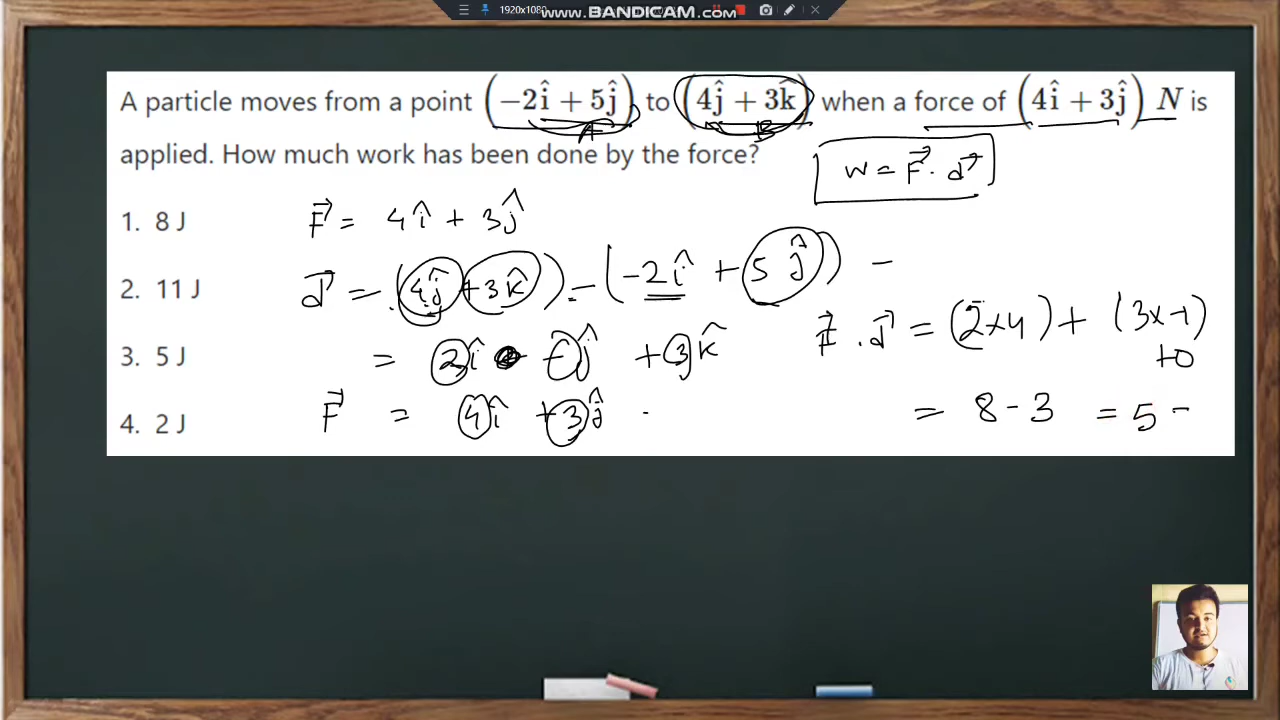 1920x1080
www.BANDICAM.com
A particle moves from a point (−2î + 5ĵ) to (4ĵ + 3k̂) when a force of (4î + 3ĵ) N is
A B
applied. How much work has been done by the force?
W = F⃗ . d⃗
1. 8 J
F⃗ = 4î + 3ĵ
2. 11 J
d⃗ = (4ĵ + 3k̂) − (−2î + 5ĵ) −
F⃗ . d⃗ = (2×4) + (3×−1)
+0
3. 5 J
= 2î − ĵ + 3k̂
F⃗ = 4î + 3ĵ
= 8 − 3 = 5
4. 2 J